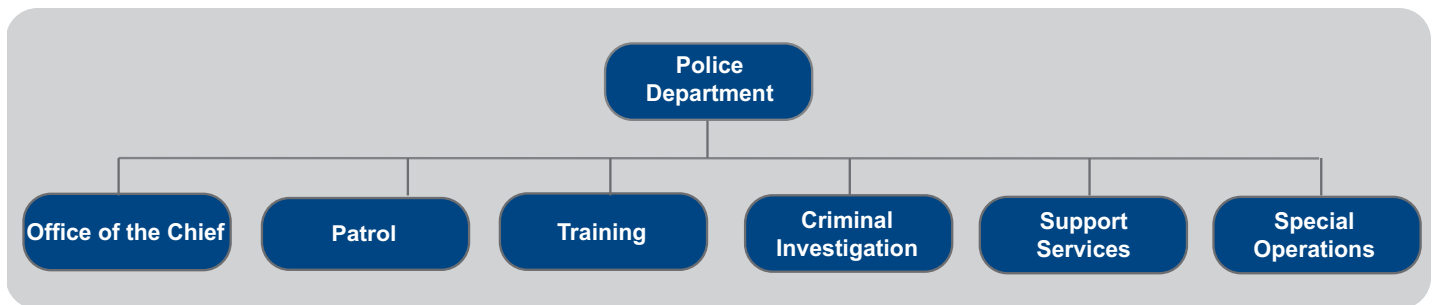 Police
Department
Office of the Chief
Patrol
Training
Criminal
Investigation
Support
Services
Special
Operations